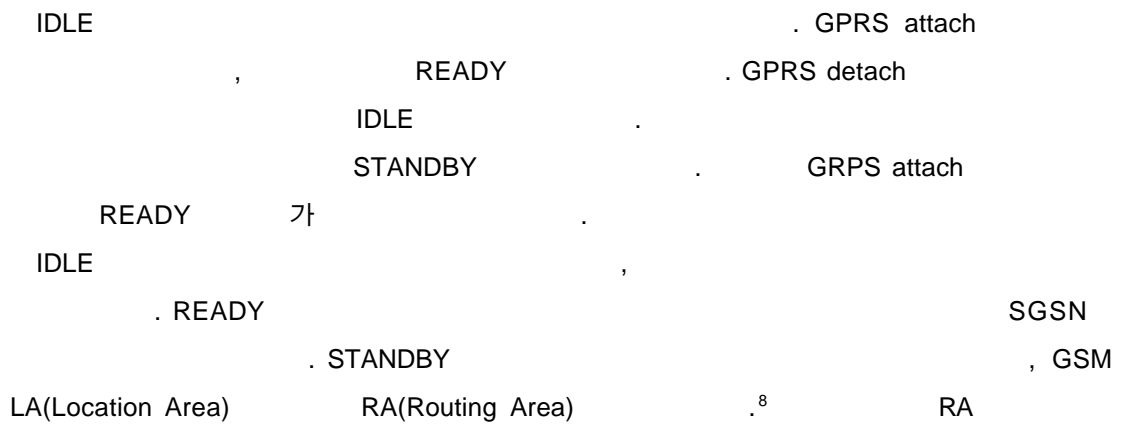 IDLE . GPRS attach
, READY . GPRS detach
IDLE .
STANDBY . GRPS attach
READY 가 .
IDLE ,
. READY SGSN
. STANDBY , GSM
LA(Location Area) RA(Routing Area) .⁸ RA